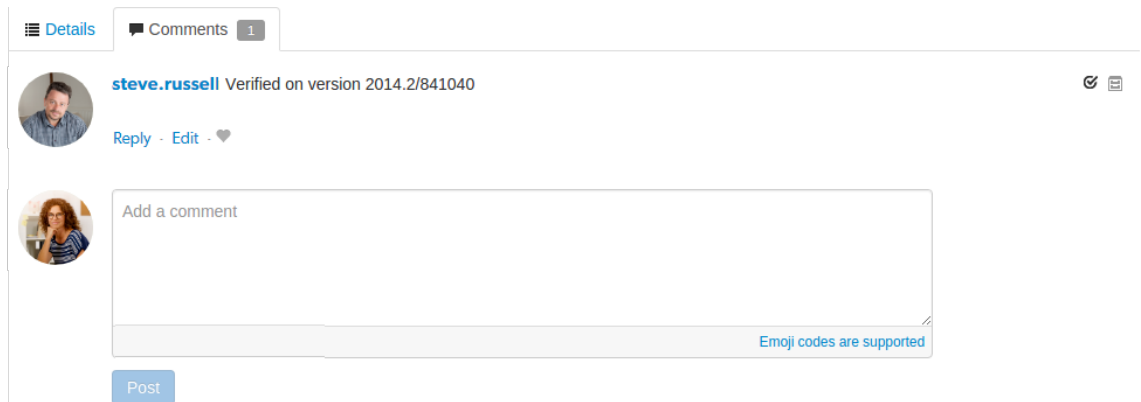 Details Comments 1
steve.russell Verified on version 2014.2/841040
Reply - Edit -
Add a comment
Emoji codes are supported
Post